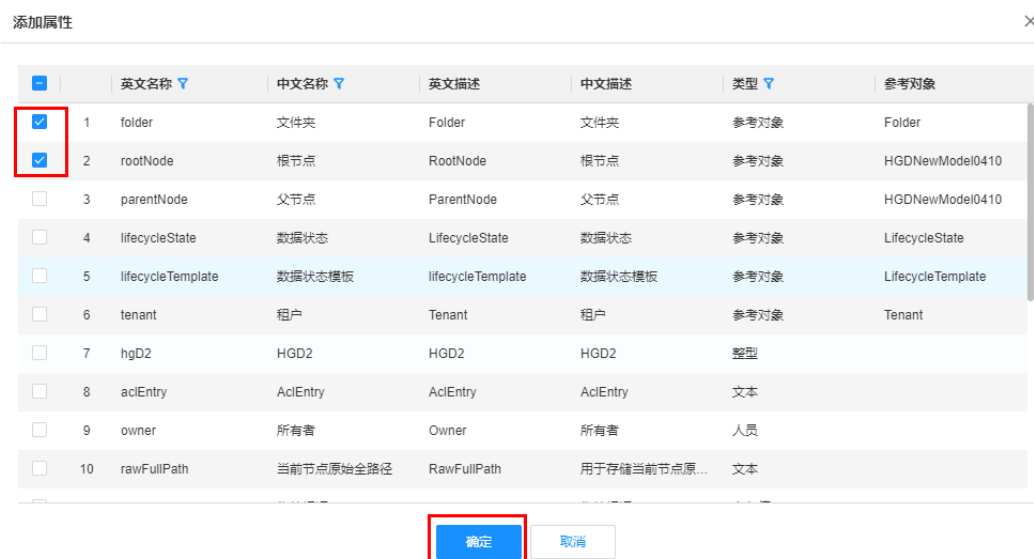 添加属性
英文名称 中文名称 英文描述 中文描述 类型 参考对象
1 folder 文件夹 Folder 文件夹 参考对象 Folder
2 rootNode 根节点 RootNode 根节点 参考对象 HGDNewModel0410
3 parentNode 父节点 ParentNode 父节点 参考对象 HGDNewModel0410
4 lifecycleState 数据状态 LifecycleState 数据状态 参考对象 LifecycleState
5 lifecycleTemplate 数据状态模板 lifecycleTemplate 数据状态模板 参考对象 LifecycleTemplate
6 tenant 租户 Tenant 租户 参考对象 Tenant
7 hgD2 HGD2 HGD2 HGD2 整型
8 aclEntry AclEntry AclEntry AclEntry 文本
9 owner 所有者 Owner 所有者 人员
10 rawFullPath 当前节点原始全路径 RawFullPath 用于存储当前节点原... 文本
确定 取消